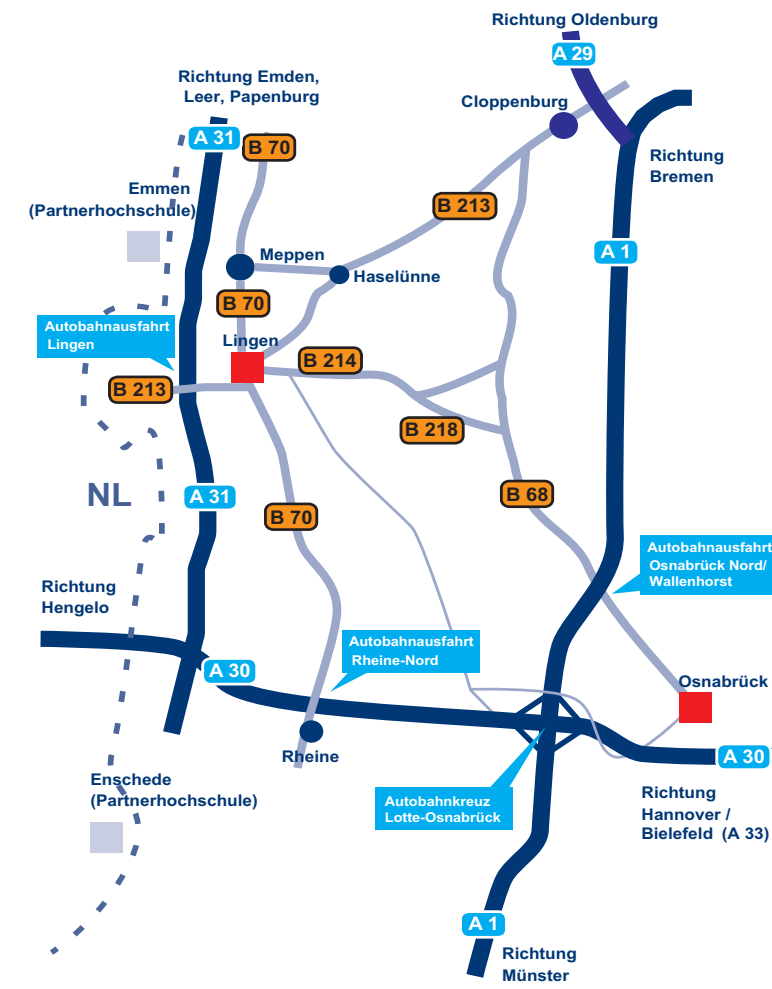 Richtung Oldenburg
A 29
Richtung Emden,
Leer, Papenburg
Cloppenburg
A 31
B 70
Richtung
Bremen
Emmen
(Partnerhochschule)
B 213
A 1
Meppen
Haselünne
B 70
Autobahnausfahrt
Lingen
Lingen
B 214
B 213
B 218
NL
A 31
B 68
B 70
Autobahnausfahrt
Osnabrück Nord/
Wallenhorst
Richtung
Hengelo
Autobahnausfahrt
Rheine-Nord
A 30
Osnabrück
Rheine
A 30
Enschede
(Partnerhochschule)
Autobahnkreuz
Lotte-Osnabrück
Richtung
Hannover /
Bielefeld (A 33)
A 1
Richtung
Münster